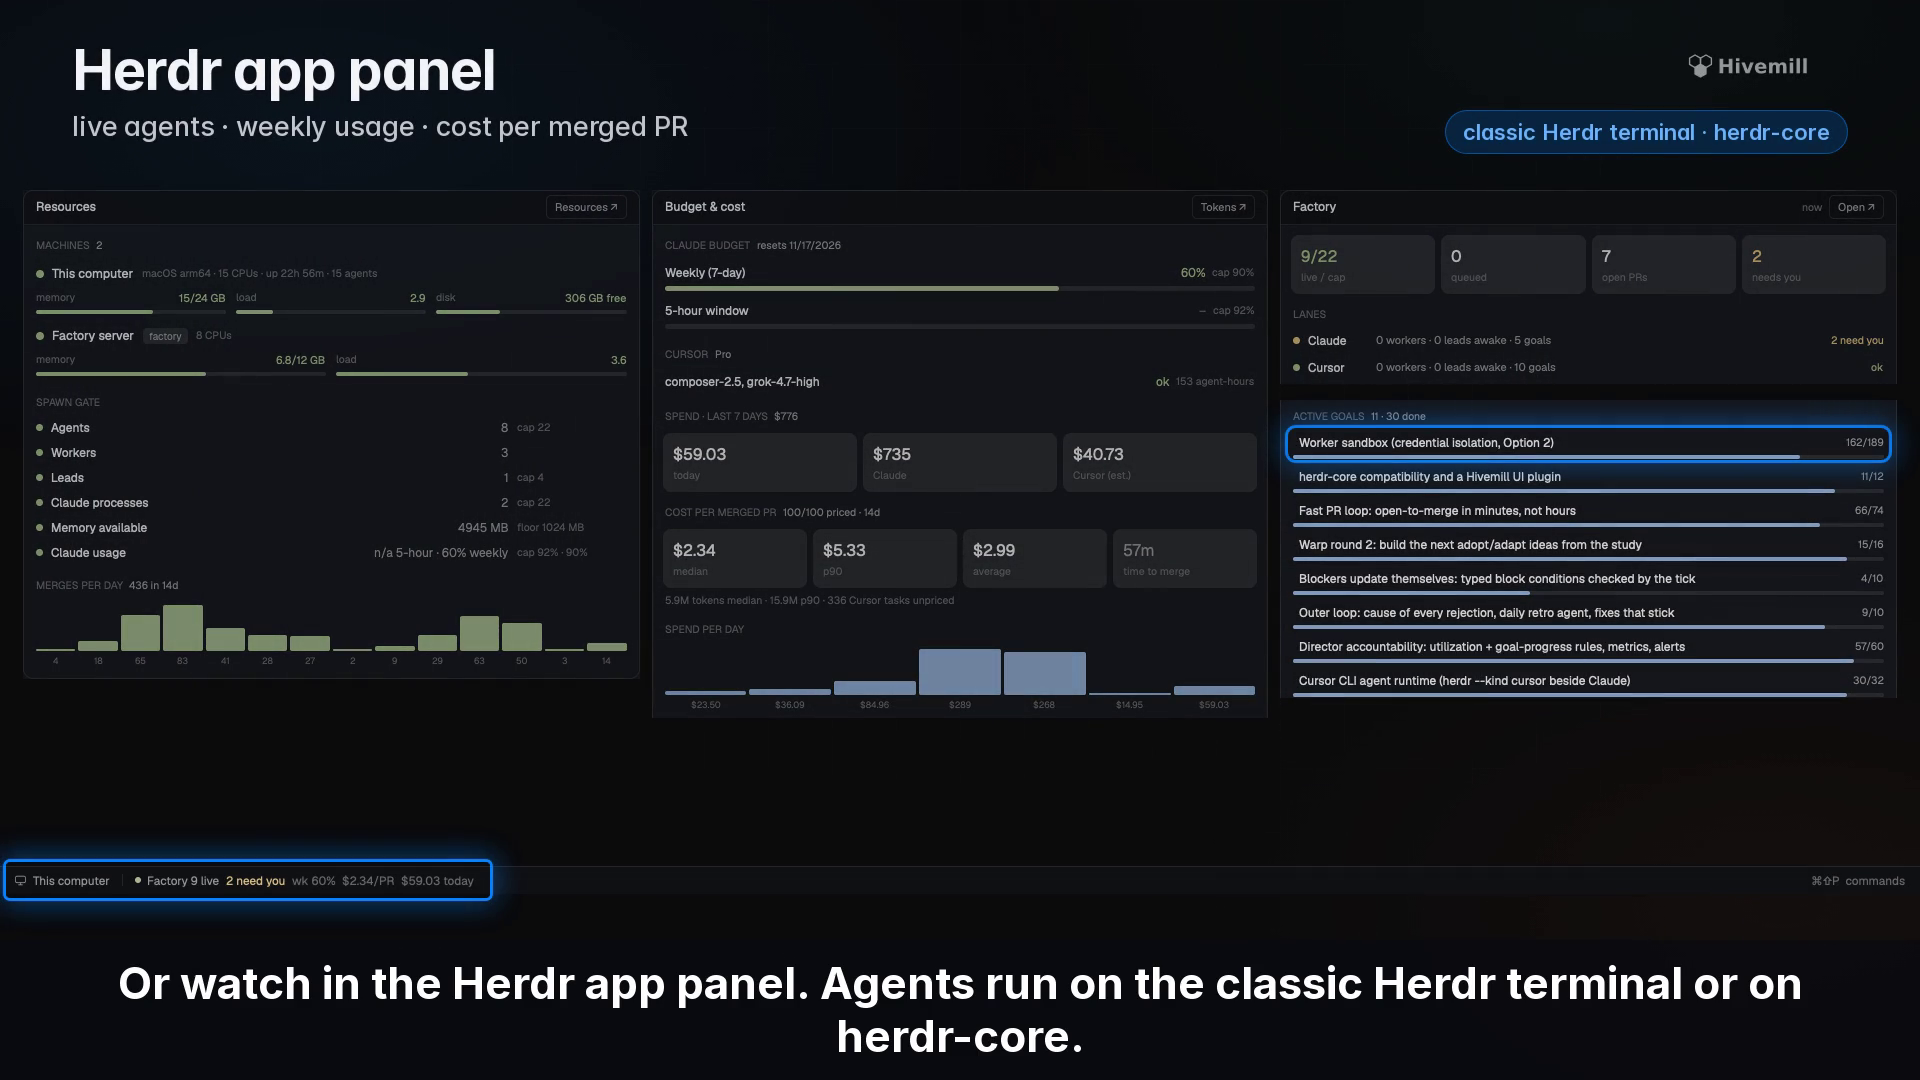 Herdr app panel
live agents · weekly usage · cost per merged PR
Hivemill
classic Herdr terminal · herdr-core
Resources
Resources ↗
MACHINES 2
This computer macOS arm64 · 15 CPUs · up 22h 56m · 15 agents
memory 15/24 GB load 2.9 disk 306 GB free
Factory server factory 8 CPUs
memory 6.8/12 GB load 3.6
SPAWN GATE
Agents 8 cap 22
Workers 3
Leads 1 cap 4
Claude processes 2 cap 22
Memory available 4945 MB floor 1024 MB
Claude usage n/a 5-hour · 60% weekly cap 92% · 90%
MERGES PER DAY 436 in 14d
4 18 65 83 41 28 27 2 9 29 63 50 3 14
Budget & cost
Tokens ↗
CLAUDE BUDGET resets 11/17/2026
Weekly (7-day) 60% cap 90%
5-hour window – cap 92%
CURSOR Pro
composer-2.5, grok-4.7-high ok 153 agent-hours
SPEND · LAST 7 DAYS $776
$59.03 $735 $40.73
today Claude Cursor (est.)
COST PER MERGED PR 100/100 priced · 14d
$2.34 $5.33 $2.99 57m
median p90 average time to merge
5.9M tokens median · 15.9M p90 · 336 Cursor tasks unpriced
SPEND PER DAY
$23.50 $36.09 $84.96 $289 $268 $14.95 $59.03
Factory
now Open ↗
9/22 0 7 2
live / cap queued open PRs needs you
LANES
Claude 0 workers · 0 leads awake · 5 goals 2 need you
Cursor 0 workers · 0 leads awake · 10 goals ok
ACTIVE GOALS 11 · 30 done
Worker sandbox (credential isolation, Option 2) 162/189
herdr-core compatibility and a Hivemill UI plugin 11/12
Fast PR loop: open-to-merge in minutes, not hours 66/74
Warp round 2: build the next adopt/adapt ideas from the study 15/16
Blockers update themselves: typed block conditions checked by the tick 4/10
Outer loop: cause of every rejection, daily retro agent, fixes that stick 9/10
Director accountability: utilization + goal-progress rules, metrics, alerts 57/60
Cursor CLI agent runtime (herdr --kind cursor beside Claude) 30/32
This computer Factory 9 live 2 need you wk 60% $2.34/PR $59.03 today
⌘⇧P commands
Or watch in the Herdr app panel. Agents run on the classic Herdr terminal or on
herdr-core.